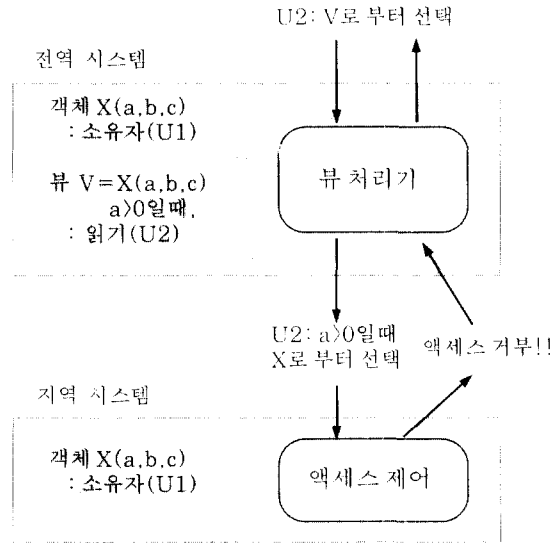 U2: V로 부터 선택
전역 시스템
객체 X(a,b,c)
: 소유자(U1)
뷰 V=X(a,b,c)
a>0일때,
: 읽기(U2)
뷰 처리기
U2: a>0일때
X로 부터 선택
액세스 거부!!
지역 시스템
객체 X(a,b,c)
: 소유자(U1)
액세스 제어